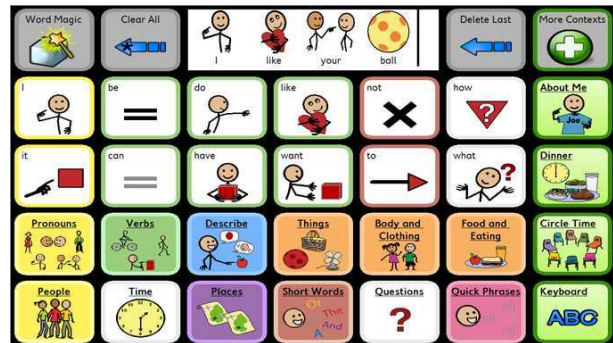 Word Magic
Clear All
I like your ball
Delete Last
More Contexts
I
be
do
like
not
how
?
About Me
Joe
it
can
have
want
to
what
?
Dinner
Pronouns
Verbs
Describe
Things
Body and
Clothing
Food and
Eating
Circle Time
People
Time
Places
Short Words
Or
The
And
A
Questions
?
Quick Phrases
Keyboard
ABC